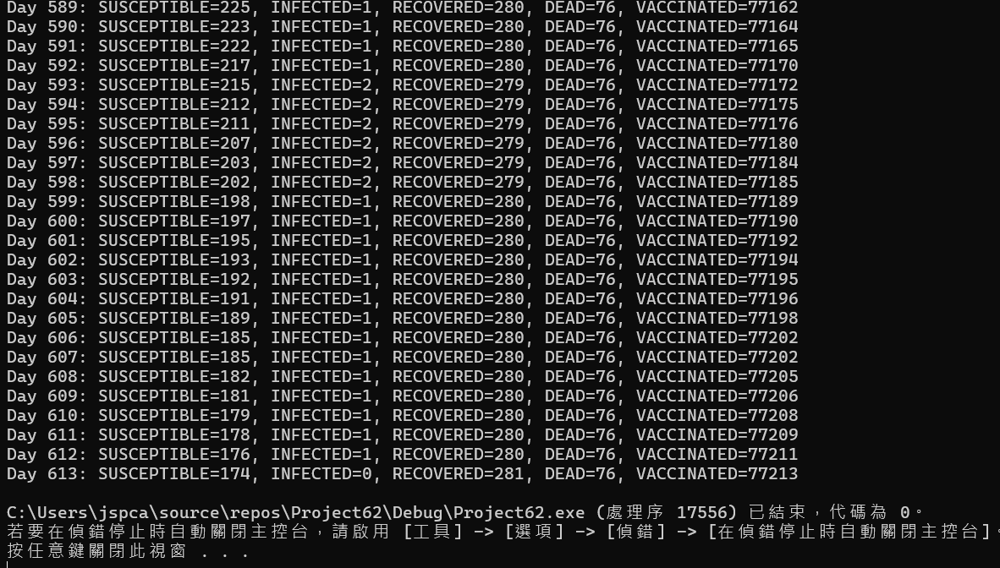 Day 589: SUSCEPTIBLE=225, INFECTED=1, RECOVERED=280, DEAD=76, VACCINATED=77162
Day 590: SUSCEPTIBLE=223, INFECTED=1, RECOVERED=280, DEAD=76, VACCINATED=77164
Day 591: SUSCEPTIBLE=222, INFECTED=1, RECOVERED=280, DEAD=76, VACCINATED=77165
Day 592: SUSCEPTIBLE=217, INFECTED=1, RECOVERED=280, DEAD=76, VACCINATED=77170
Day 593: SUSCEPTIBLE=215, INFECTED=2, RECOVERED=279, DEAD=76, VACCINATED=77172
Day 594: SUSCEPTIBLE=212, INFECTED=2, RECOVERED=279, DEAD=76, VACCINATED=77175
Day 595: SUSCEPTIBLE=211, INFECTED=2, RECOVERED=279, DEAD=76, VACCINATED=77176
Day 596: SUSCEPTIBLE=207, INFECTED=2, RECOVERED=279, DEAD=76, VACCINATED=77180
Day 597: SUSCEPTIBLE=203, INFECTED=2, RECOVERED=279, DEAD=76, VACCINATED=77184
Day 598: SUSCEPTIBLE=202, INFECTED=2, RECOVERED=279, DEAD=76, VACCINATED=77185
Day 599: SUSCEPTIBLE=198, INFECTED=1, RECOVERED=280, DEAD=76, VACCINATED=77189
Day 600: SUSCEPTIBLE=197, INFECTED=1, RECOVERED=280, DEAD=76, VACCINATED=77190
Day 601: SUSCEPTIBLE=195, INFECTED=1, RECOVERED=280, DEAD=76, VACCINATED=77192
Day 602: SUSCEPTIBLE=193, INFECTED=1, RECOVERED=280, DEAD=76, VACCINATED=77194
Day 603: SUSCEPTIBLE=192, INFECTED=1, RECOVERED=280, DEAD=76, VACCINATED=77195
Day 604: SUSCEPTIBLE=191, INFECTED=1, RECOVERED=280, DEAD=76, VACCINATED=77196
Day 605: SUSCEPTIBLE=189, INFECTED=1, RECOVERED=280, DEAD=76, VACCINATED=77198
Day 606: SUSCEPTIBLE=185, INFECTED=1, RECOVERED=280, DEAD=76, VACCINATED=77202
Day 607: SUSCEPTIBLE=185, INFECTED=1, RECOVERED=280, DEAD=76, VACCINATED=77202
Day 608: SUSCEPTIBLE=182, INFECTED=1, RECOVERED=280, DEAD=76, VACCINATED=77205
Day 609: SUSCEPTIBLE=181, INFECTED=1, RECOVERED=280, DEAD=76, VACCINATED=77206
Day 610: SUSCEPTIBLE=179, INFECTED=1, RECOVERED=280, DEAD=76, VACCINATED=77208
Day 611: SUSCEPTIBLE=178, INFECTED=1, RECOVERED=280, DEAD=76, VACCINATED=77209
Day 612: SUSCEPTIBLE=176, INFECTED=1, RECOVERED=280, DEAD=76, VACCINATED=77211
Day 613: SUSCEPTIBLE=174, INFECTED=0, RECOVERED=281, DEAD=76, VACCINATED=77213
C:\Users\jspca\source\repos\Project62\Debug\Project62.exe (處理序 17556) 已結束，代碼為 0。
若要在偵錯停止時自動關閉主控台，請啟用 [工具] -> [選項] -> [偵錯] -> [在偵錯停止時自動關閉主控台]。
按任意鍵關閉此視窗 . . .